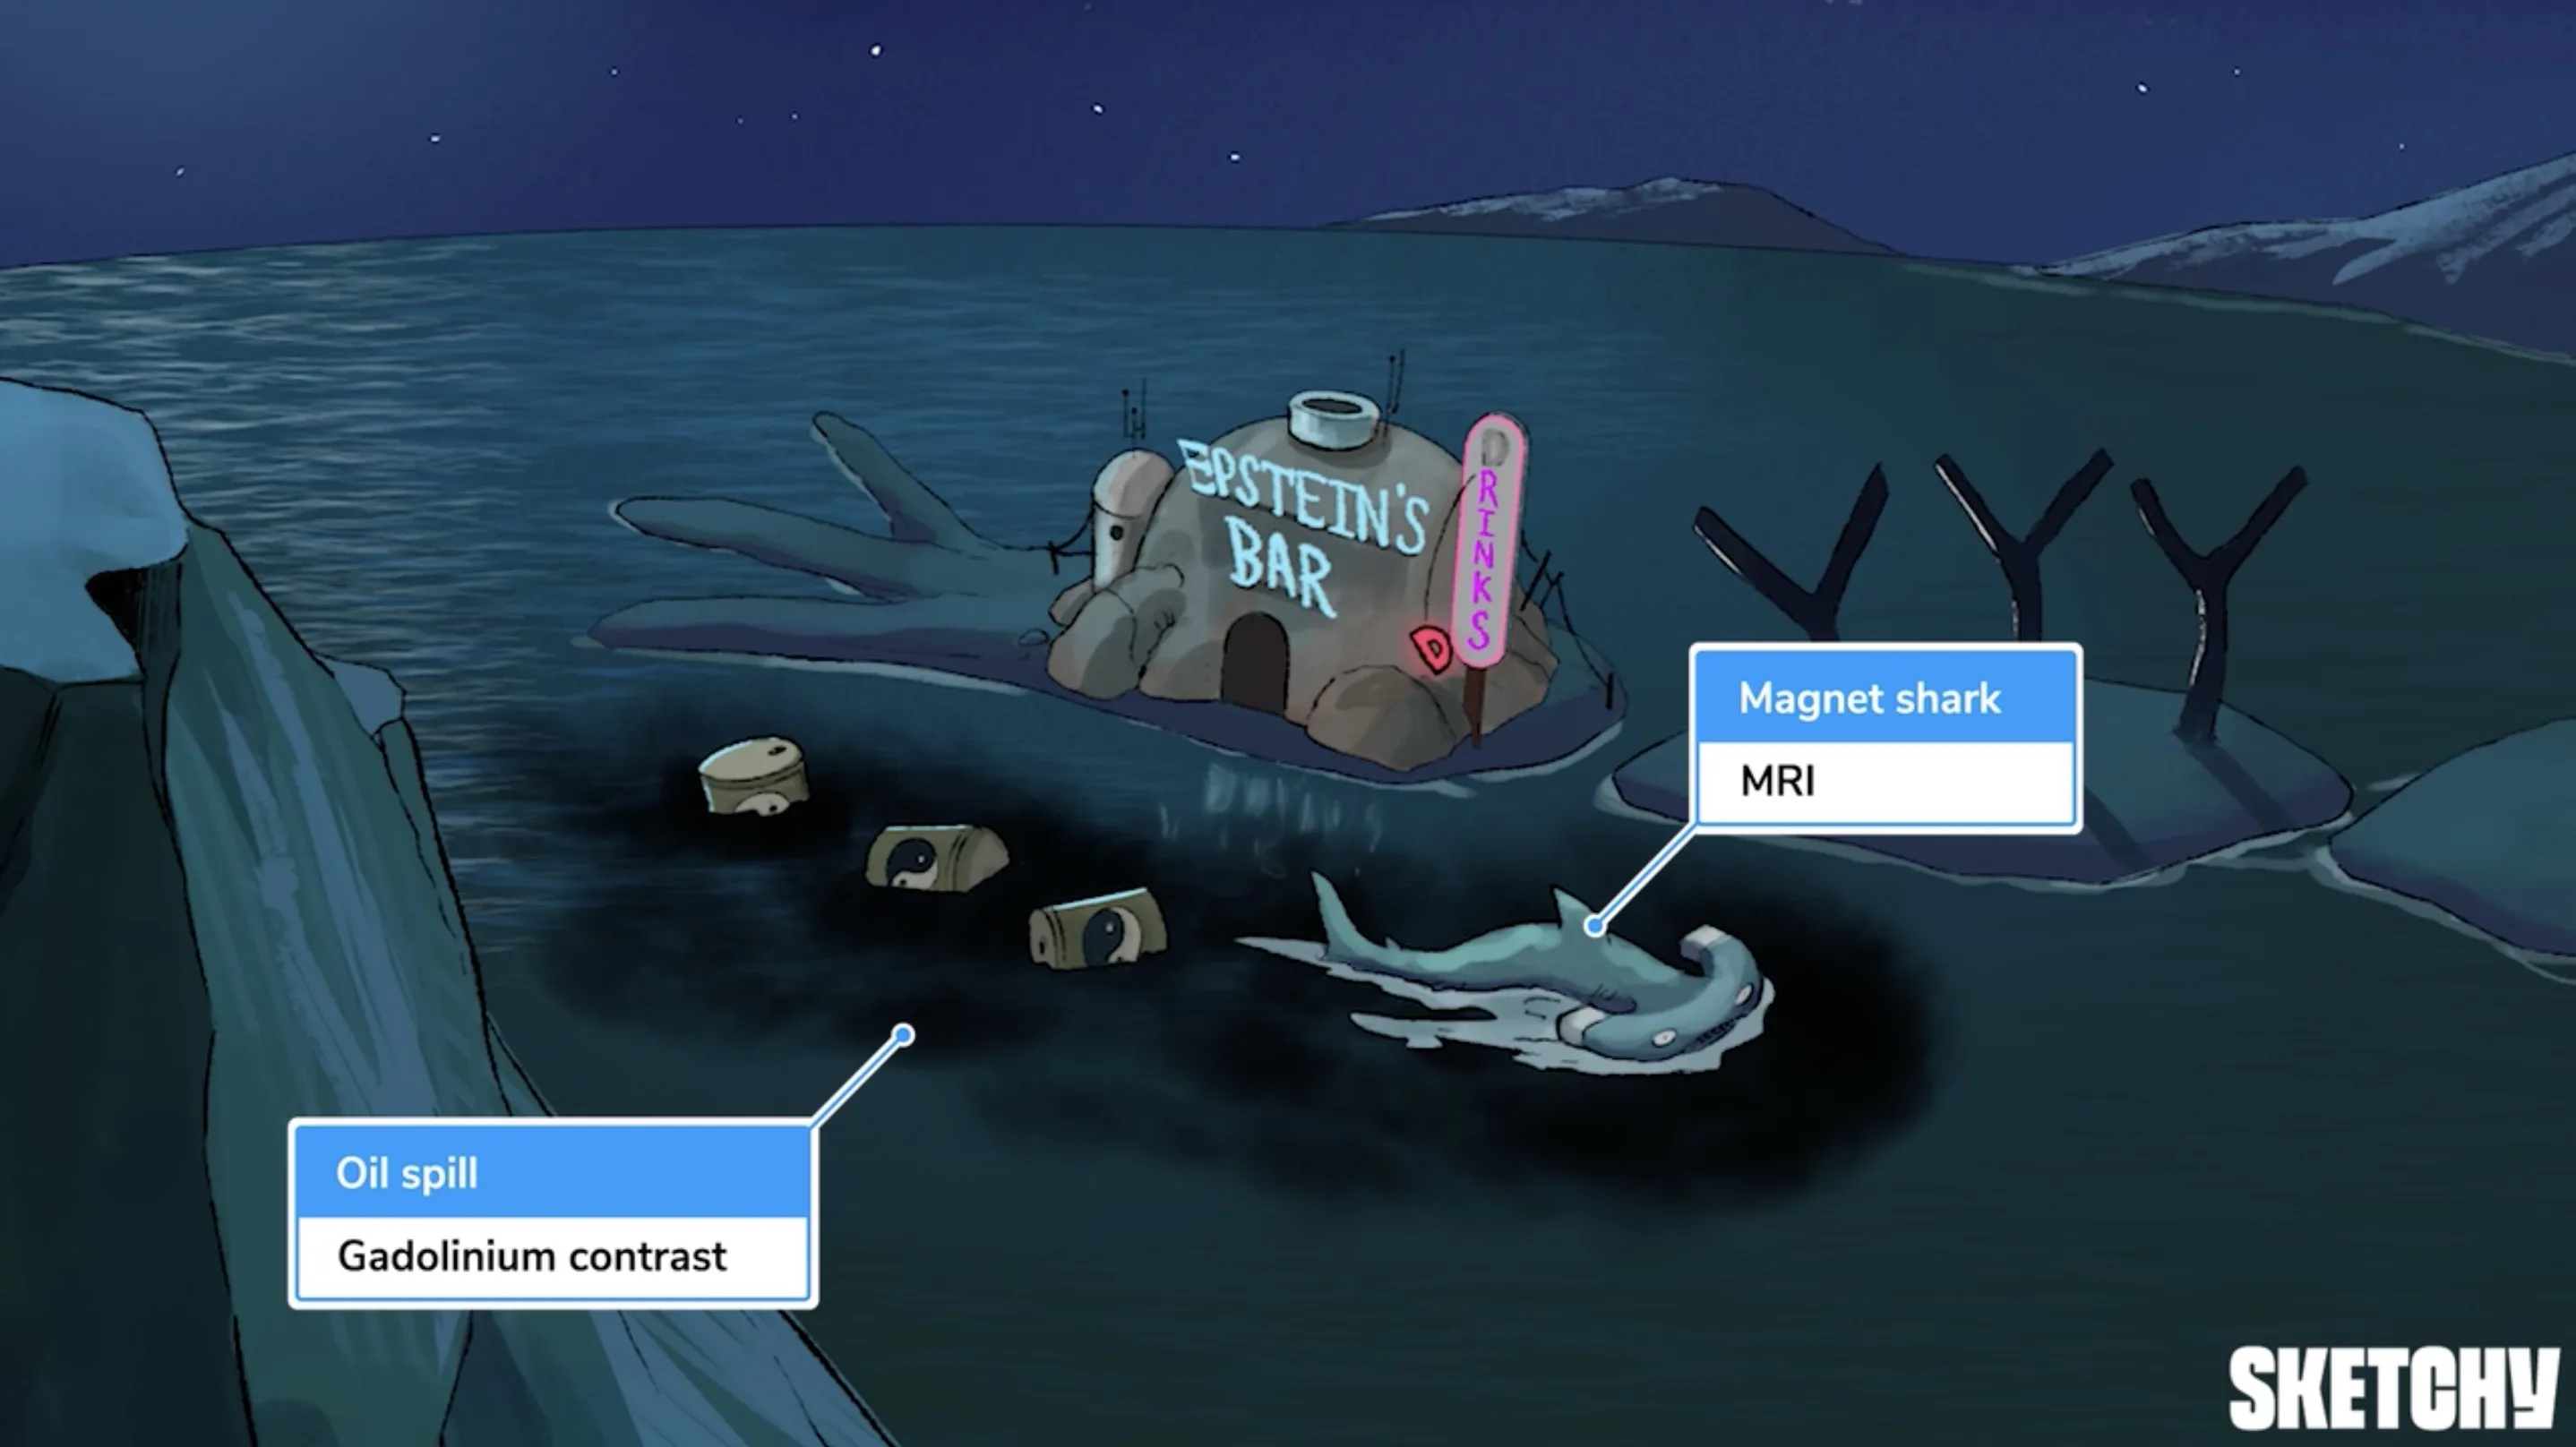 EPSTEIN'S
BAR
DRINKS
D
Magnet shark
MRI
Oil spill
Gadolinium contrast
SKETCHY